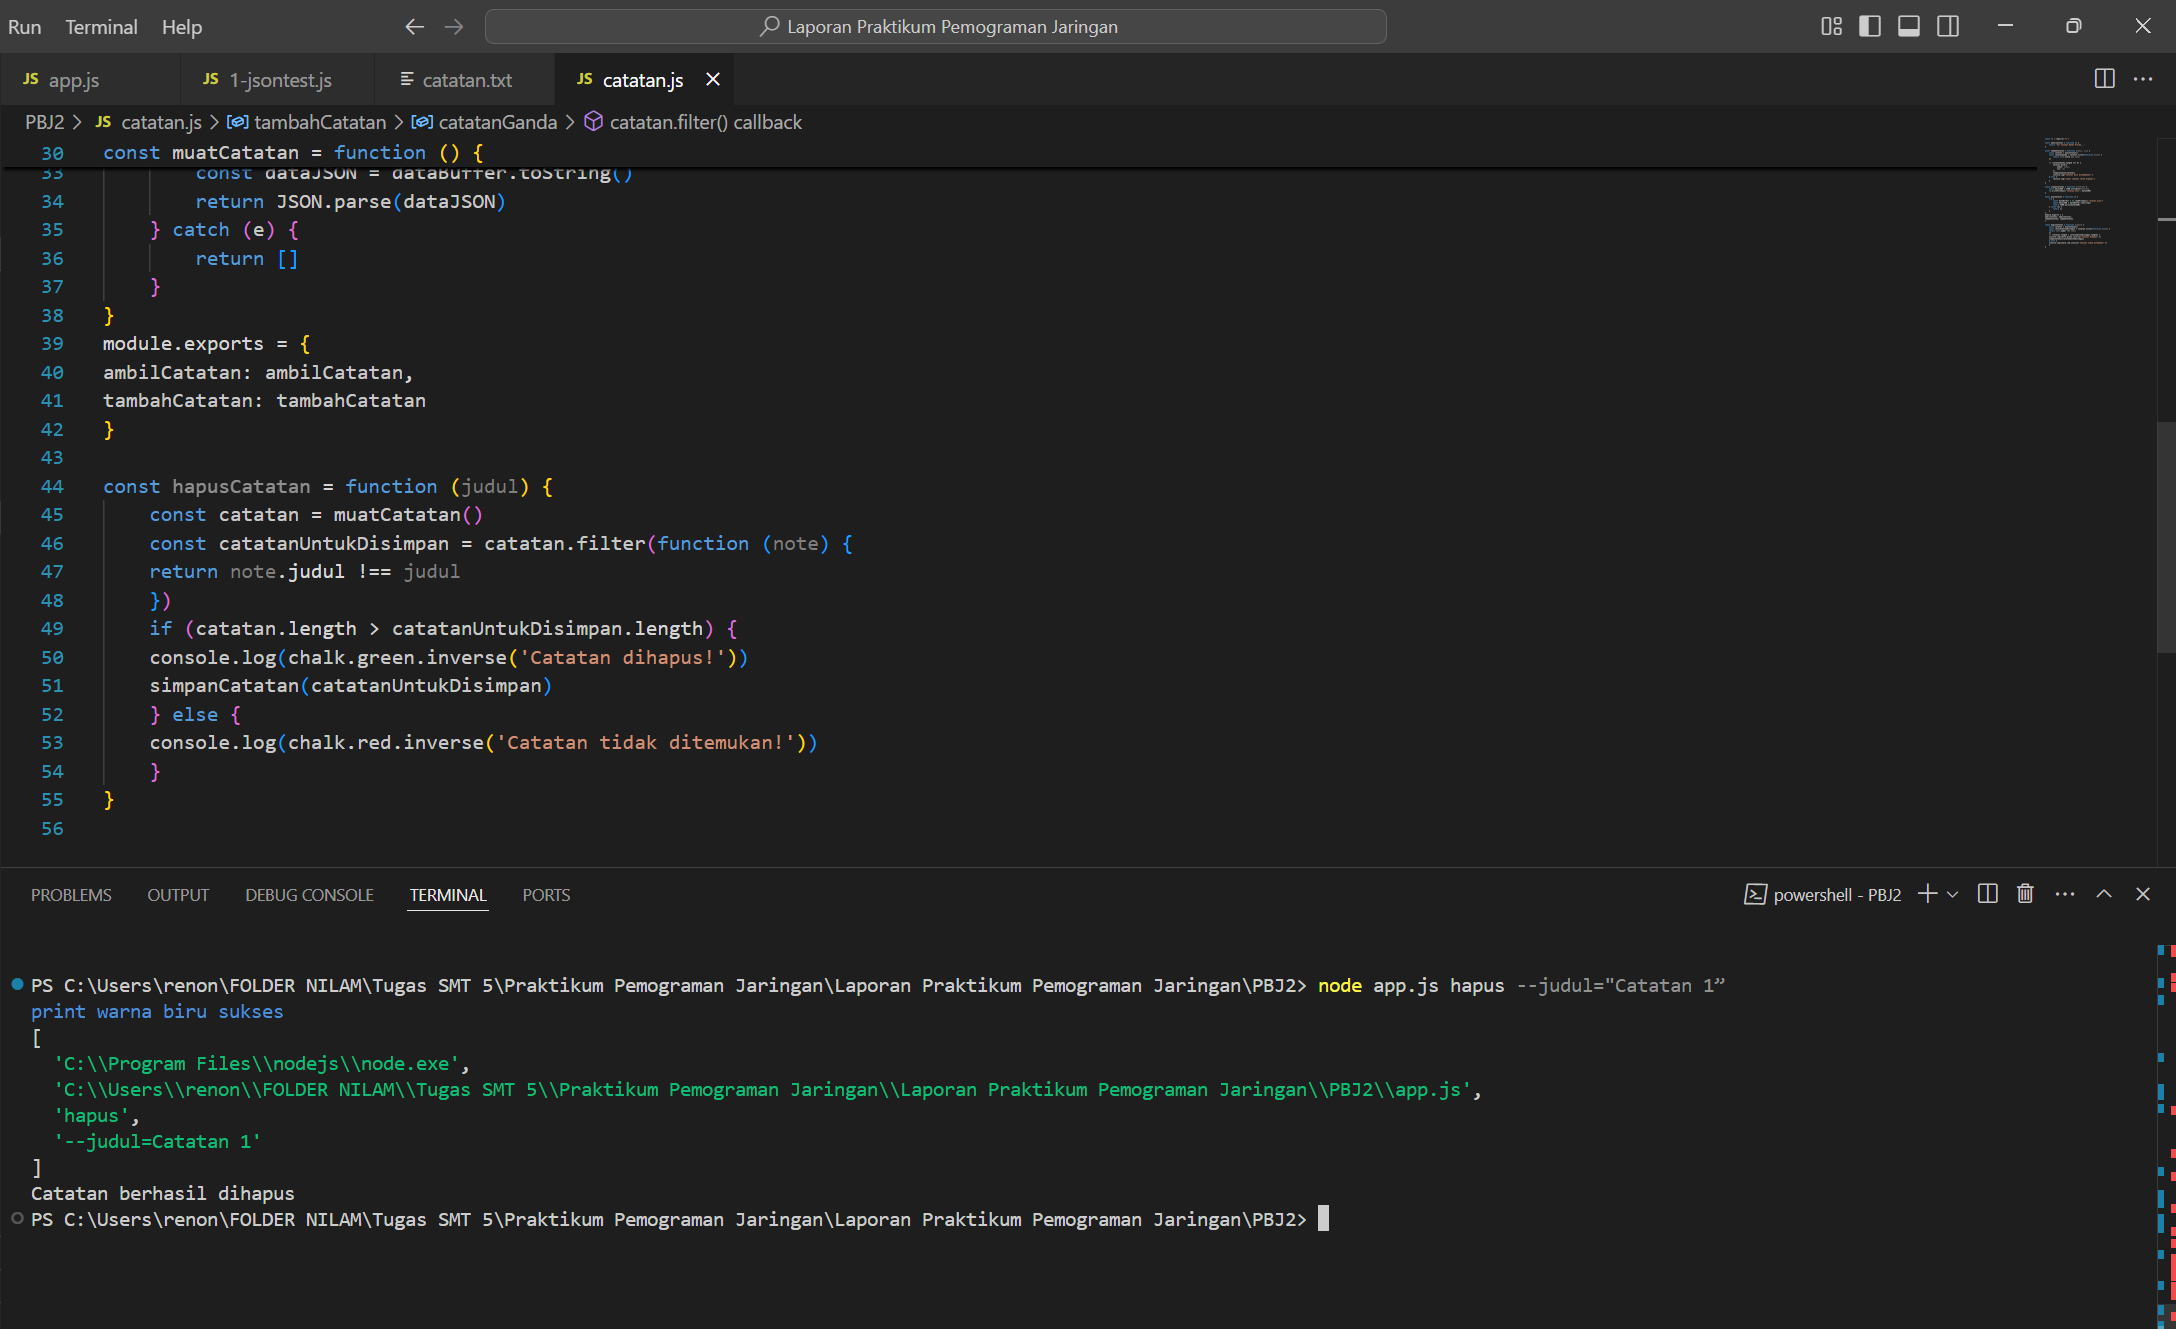 Run Terminal Help
Laporan Praktikum Pemograman Jaringan
JS app.js
JS 1-jsontest.js
catatan.txt
JS catatan.js
PBJ2 > JS catatan.js > tambahCatatan > catatanGanda > catatan.filter() callback
30 const muatCatatan = function () {
33 const dataJSON = dataBuffer.toString()
34 return JSON.parse(dataJSON)
35 } catch (e) {
36 return []
37 }
38 }
39 module.exports = {
40 ambilCatatan: ambilCatatan,
41 tambahCatatan: tambahCatatan
42 }
43
44 const hapusCatatan = function (judul) {
45 const catatan = muatCatatan()
46 const catatanUntukDisimpan = catatan.filter(function (note) {
47 return note.judul !== judul
48 })
49 if (catatan.length > catatanUntukDisimpan.length) {
50 console.log(chalk.green.inverse('Catatan dihapus!'))
51 simpanCatatan(catatanUntukDisimpan)
52 } else {
53 console.log(chalk.red.inverse('Catatan tidak ditemukan!'))
54 }
55 }
56
PROBLEMS OUTPUT DEBUG CONSOLE TERMINAL PORTS
powershell - PBJ2
PS C:\Users\renon\FOLDER NILAM\Tugas SMT 5\Praktikum Pemograman Jaringan\Laporan Praktikum Pemograman Jaringan\PBJ2> node app.js hapus --judul="Catatan 1”
print warna biru sukses
[
'C:\\Program Files\\nodejs\\node.exe',
'C:\\Users\\renon\\FOLDER NILAM\\Tugas SMT 5\\Praktikum Pemograman Jaringan\\Laporan Praktikum Pemograman Jaringan\\PBJ2\\app.js',
'hapus',
'--judul=Catatan 1'
]
Catatan berhasil dihapus
PS C:\Users\renon\FOLDER NILAM\Tugas SMT 5\Praktikum Pemograman Jaringan\Laporan Praktikum Pemograman Jaringan\PBJ2>